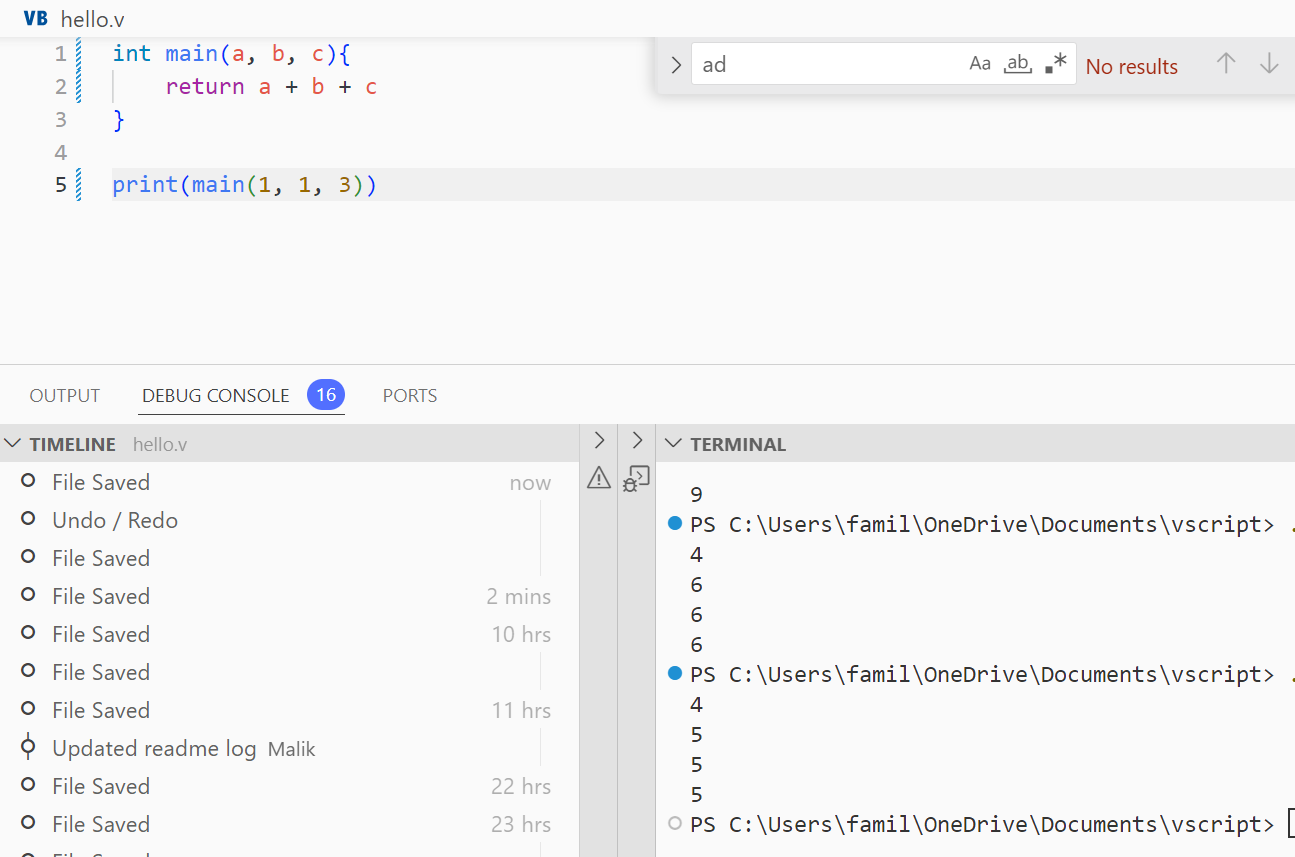 VB hello.v
1 int main(a, b, c){
2 return a + b + c
3 }
4
5 print(main(1, 1, 3))
ad Aa ab .* No results
OUTPUT DEBUG CONSOLE 16 PORTS
TIMELINE hello.v
File Saved now
Undo / Redo
File Saved
File Saved 2 mins
File Saved 10 hrs
File Saved
File Saved 11 hrs
Updated readme log Malik
File Saved 22 hrs
File Saved 23 hrs
TERMINAL
9
PS C:\Users\famil\OneDrive\Documents\vscript> .
4
6
6
6
PS C:\Users\famil\OneDrive\Documents\vscript> .
4
5
5
5
PS C:\Users\famil\OneDrive\Documents\vscript>